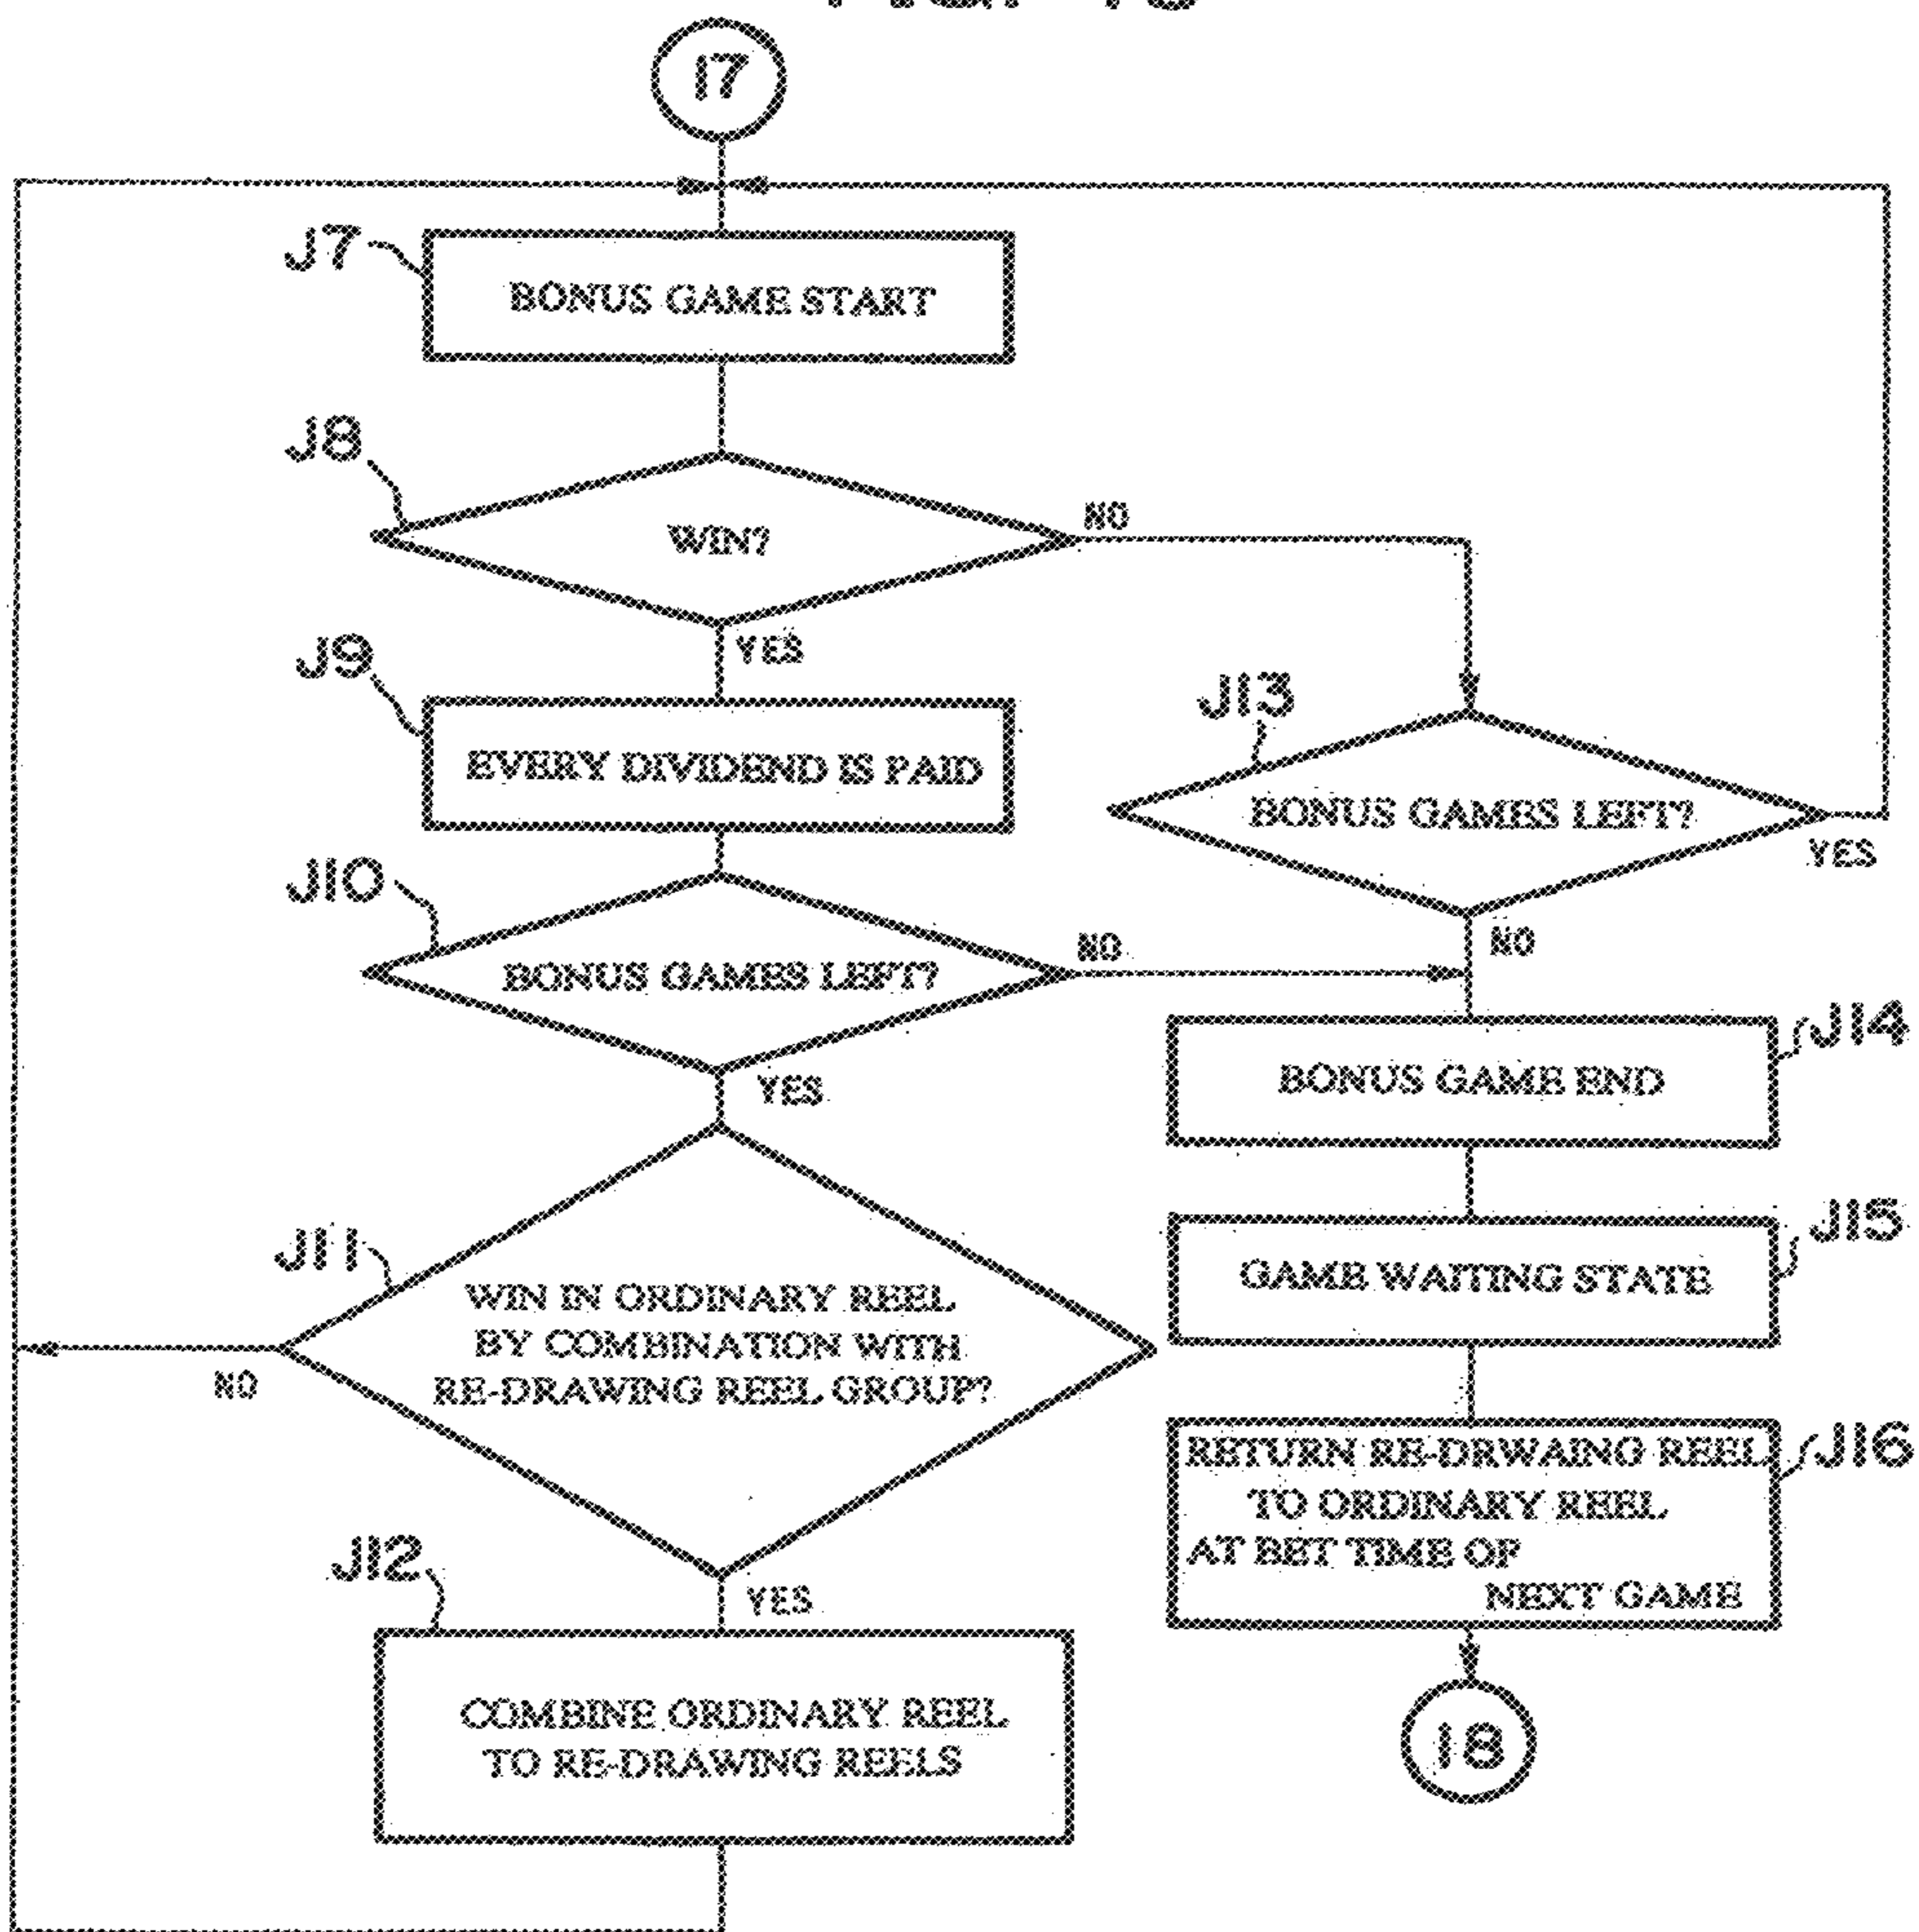 17
J7
BONUS GAME START
J8
WIN?
NO
YES
J9
EVERY DIVIDEND IS PAID
J13
BONUS GAMES LEFT?
YES
NO
J10
BONUS GAMES LEFT?
NO
YES
J14
BONUS GAME END
J15
GAME WAITING STATE
J11
WIN IN ORDINARY REEL
BY COMBINATION WITH
RE-DRAWING REEL GROUP?
NO
YES
J16
RETURN RE-DRWAING REEL
TO ORDINARY REEL
AT BET TIME OF
NEXT GAME
J12
COMBINE ORDINARY REEL
TO RE-DRAWING REELS
18